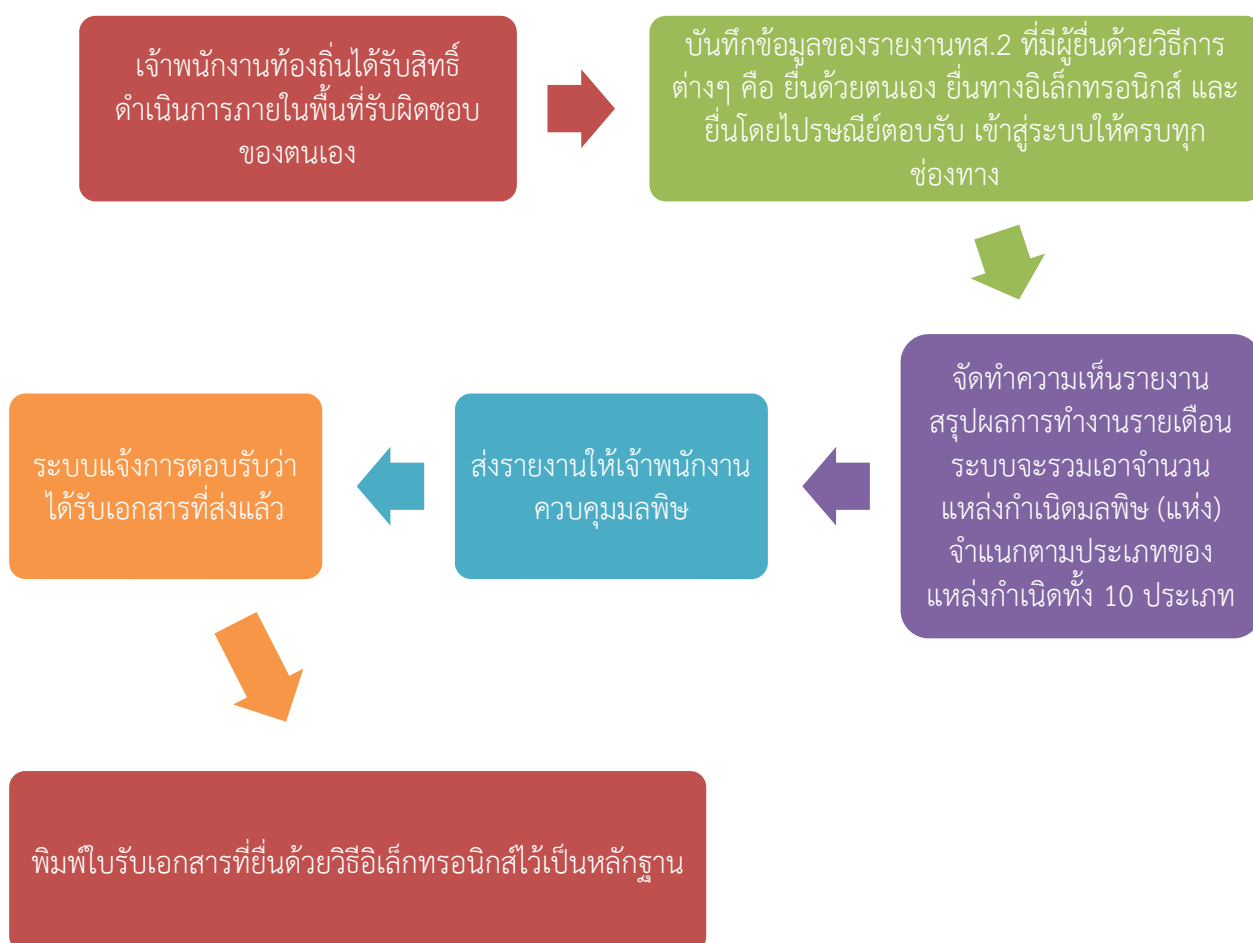 เจ้าพนักงานท้องถิ่นได้รับสิทธิ์
ดำเนินการภายในพื้นที่รับผิดชอบ
ของตนเอง
บันทึกข้อมูลของรายงานทส.2 ที่มีผู้ยื่นด้วยวิธีการ
ต่างๆ คือ ยื่นด้วยตนเอง ยื่นทางอิเล็กทรอนิกส์ และ
ยื่นโดยไปรษณีย์ตอบรับ เข้าสู่ระบบให้ครบทุก
ช่องทาง
จัดทำความเห็นรายงาน
สรุปผลการทำงานรายเดือน
ระบบจะรวมเอาจำนวน
แหล่งกำเนิดมลพิษ (แห่ง)
จำแนกตามประเภทของ
แหล่งกำเนิดทั้ง 10 ประเภท
ส่งรายงานให้เจ้าพนักงาน
ควบคุมมลพิษ
ระบบแจ้งการตอบรับว่า
ได้รับเอกสารที่ส่งแล้ว
พิมพ์ใบรับเอกสารที่ยื่นด้วยวิธีอิเล็กทรอนิกส์ไว้เป็นหลักฐาน